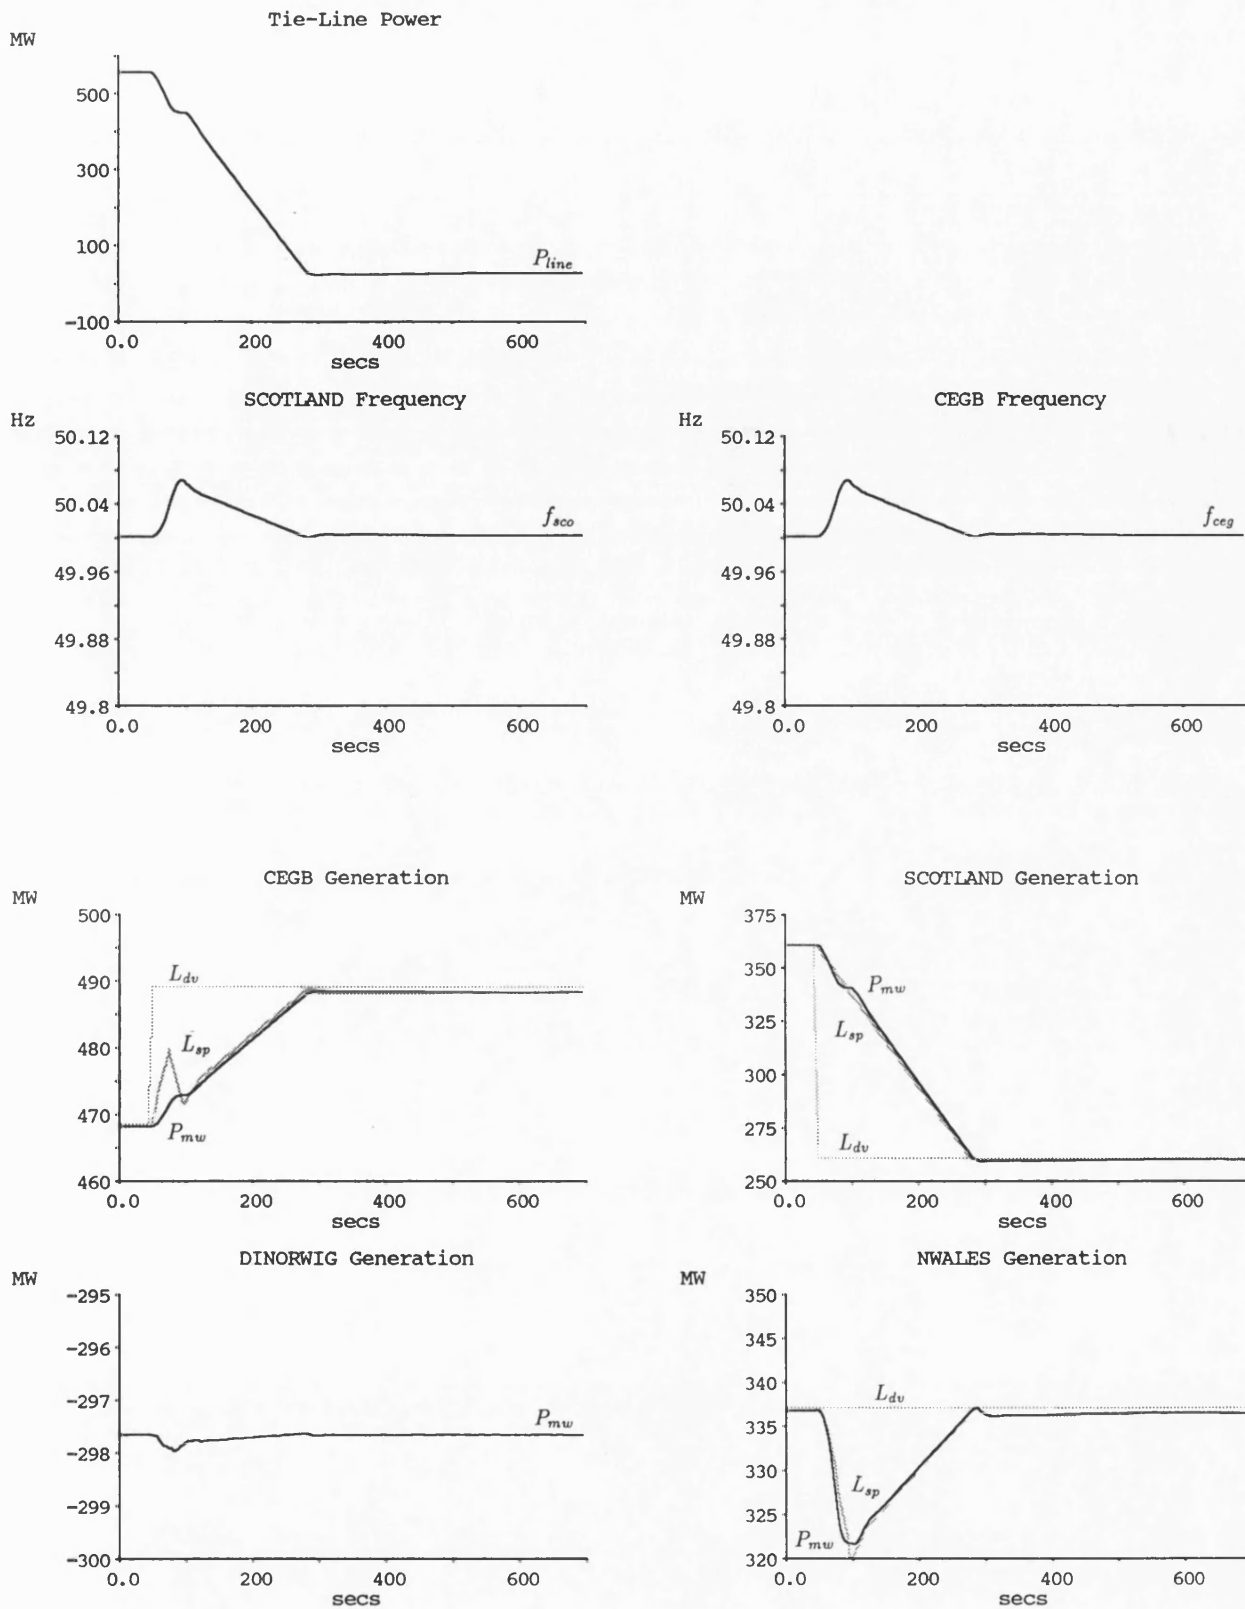 Tie-Line Power
MW
500
300
100
-100
P_line
0.0 200 400 600
secs
SCOTLAND Frequency
Hz
50.12
50.04
49.96
49.88
49.8
f_sco
0.0 200 400 600
secs
CEGB Frequency
Hz
50.12
50.04
49.96
49.88
49.8
f_ceg
0.0 200 400 600
secs
CEGB Generation
MW
500
490
480
470
460
L_dv
L_sp
P_mw
0.0 200 400 600
secs
SCOTLAND Generation
MW
375
350
325
300
275
250
P_mw
L_sp
L_dv
0.0 200 400 600
secs
DINORWIG Generation
MW
-295
-296
-297
-298
-299
-300
P_mw
0.0 200 400 600
secs
NWALES Generation
MW
350
345
340
335
330
325
320
L_dv
L_sp
P_mw
0.0 200 400 600
secs